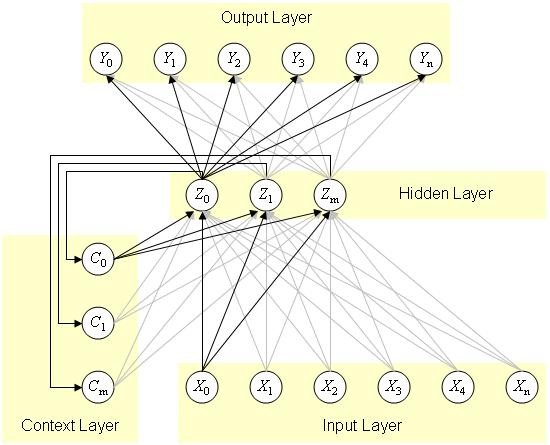 Output Layer
Y0 Y1 Y2 Y3 Y4 Yn
Z0 Z1 Zm Hidden Layer
C0
C1
Cm X0 X1 X2 X3 X4 Xn
Context Layer Input Layer